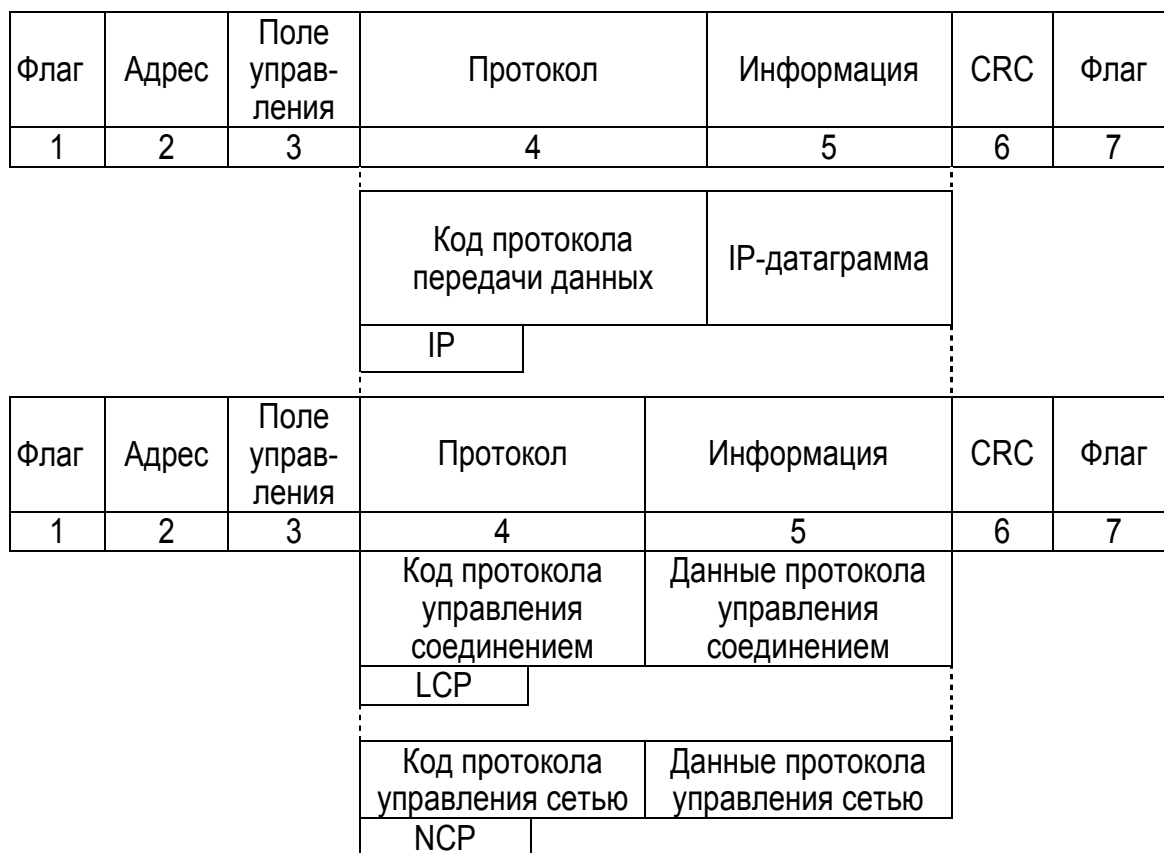 Флаг
Адрес
Поле
управ-
ления
Протокол
Информация
CRC
Флаг
1
2
3
4
5
6
7
Код протокола
передачи данных
IP-датаграмма
IP
Флаг
Адрес
Поле
управ-
ления
Протокол
Информация
CRC
Флаг
1
2
3
4
5
6
7
Код протокола
управления
соединением
Данные протокола
управления
соединением
LCP
Код протокола
управления сетью
Данные протокола
управления сетью
NCP